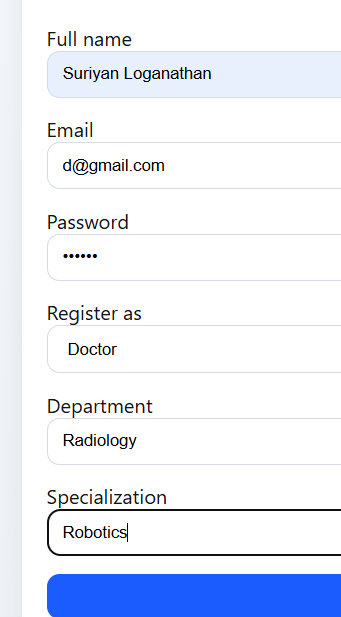 Full name
Suriyan Loganathan
Email
d@gmail.com
Password
••••••
Register as
Doctor
Department
Radiology
Specialization
Robotics